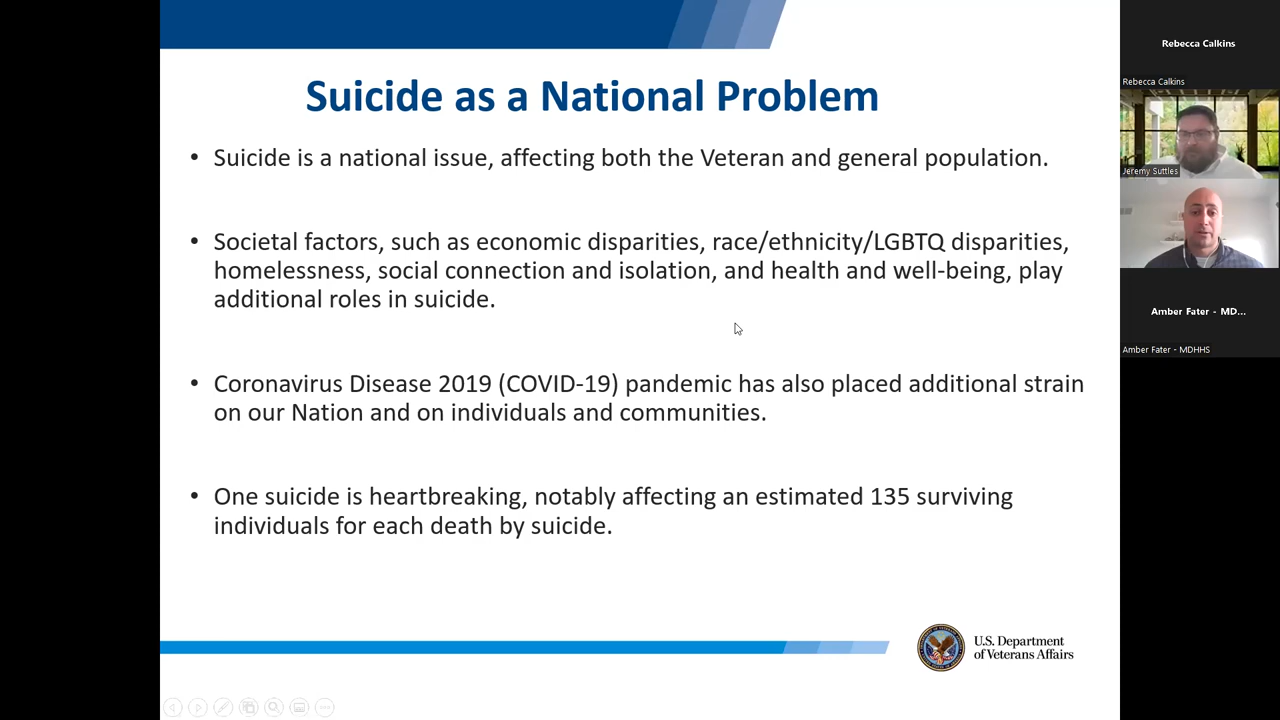 Suicide as a National Problem
• Suicide is a national issue, affecting both the Veteran and general population.
• Societal factors, such as economic disparities, race/ethnicity/LGBTQ disparities,
homelessness, social connection and isolation, and health and well-being, play
additional roles in suicide.
• Coronavirus Disease 2019 (COVID-19) pandemic has also placed additional strain
on our Nation and on individuals and communities.
• One suicide is heartbreaking, notably affecting an estimated 135 surviving
individuals for each death by suicide.
U.S. Department
of Veterans Affairs
Rebecca Calkins
Rebecca Calkins
Jeremy Suttles
Amber Fater - MD...
Amber Fater - MDHHS